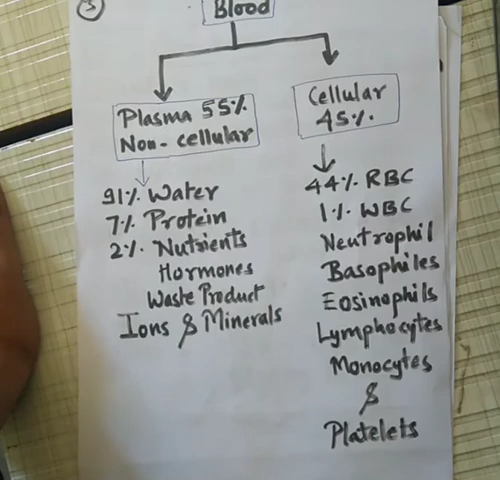 3
Blood
Plasma 55%
Non-cellular
91% Water
7% Protein
2% Nutrients
Hormones
Waste Product
Ions & Minerals
Cellular
45%.
44% RBC
1% WBC
Neutrophil
Basophiles
Eosinophils
Lymphocytes
Monocytes
&
Platelets